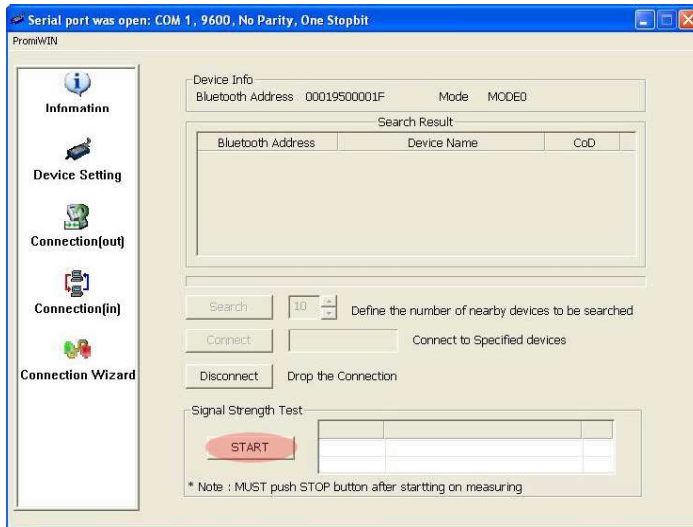 Serial port was open: COM 1, 9600, No Parity, One Stopbit
PromiWIN
Infomation
Device Setting
Connection(out)
Connection(in)
Connection Wizard
Device Info
Bluetooth Address 00019500001F Mode MODE0
Search Result
Bluetooth Address Device Name CoD
Search 10 Define the number of nearby devices to be searched
Connect Connect to Specified devices
Disconnect Drop the Connection
Signal Strength Test
START
* Note : MUST push STOP button after startting on measuring